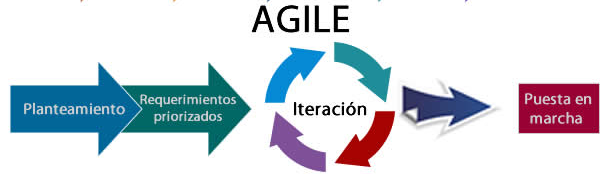 AGILE
Planteamiento
Requerimientos
priorizados
Iteración
Puesta en
marcha